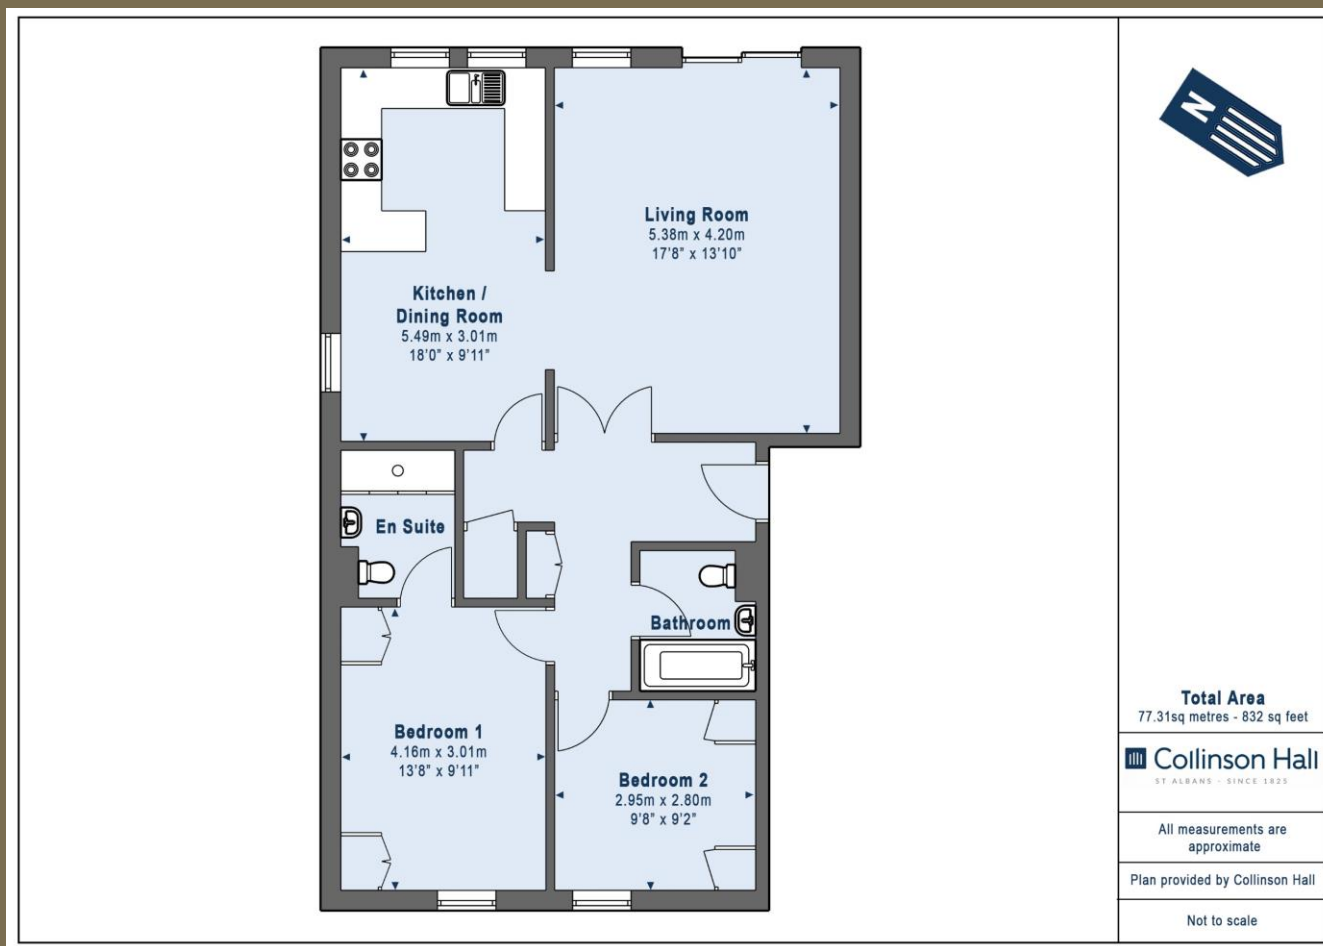 N
Living Room
5.38m x 4.20m
17'8" x 13'10"
Kitchen /
Dining Room
5.49m x 3.01m
18'0" x 9'11"
En Suite
Bathroom
Bedroom 1
4.16m x 3.01m
13'8" x 9'11"
Bedroom 2
2.95m x 2.80m
9'8" x 9'2"
Total Area
77.31sq metres - 832 sq feet
Collinson Hall
ST ALBANS - SINCE 1825
All measurements are
approximate
Plan provided by Collinson Hall
Not to scale